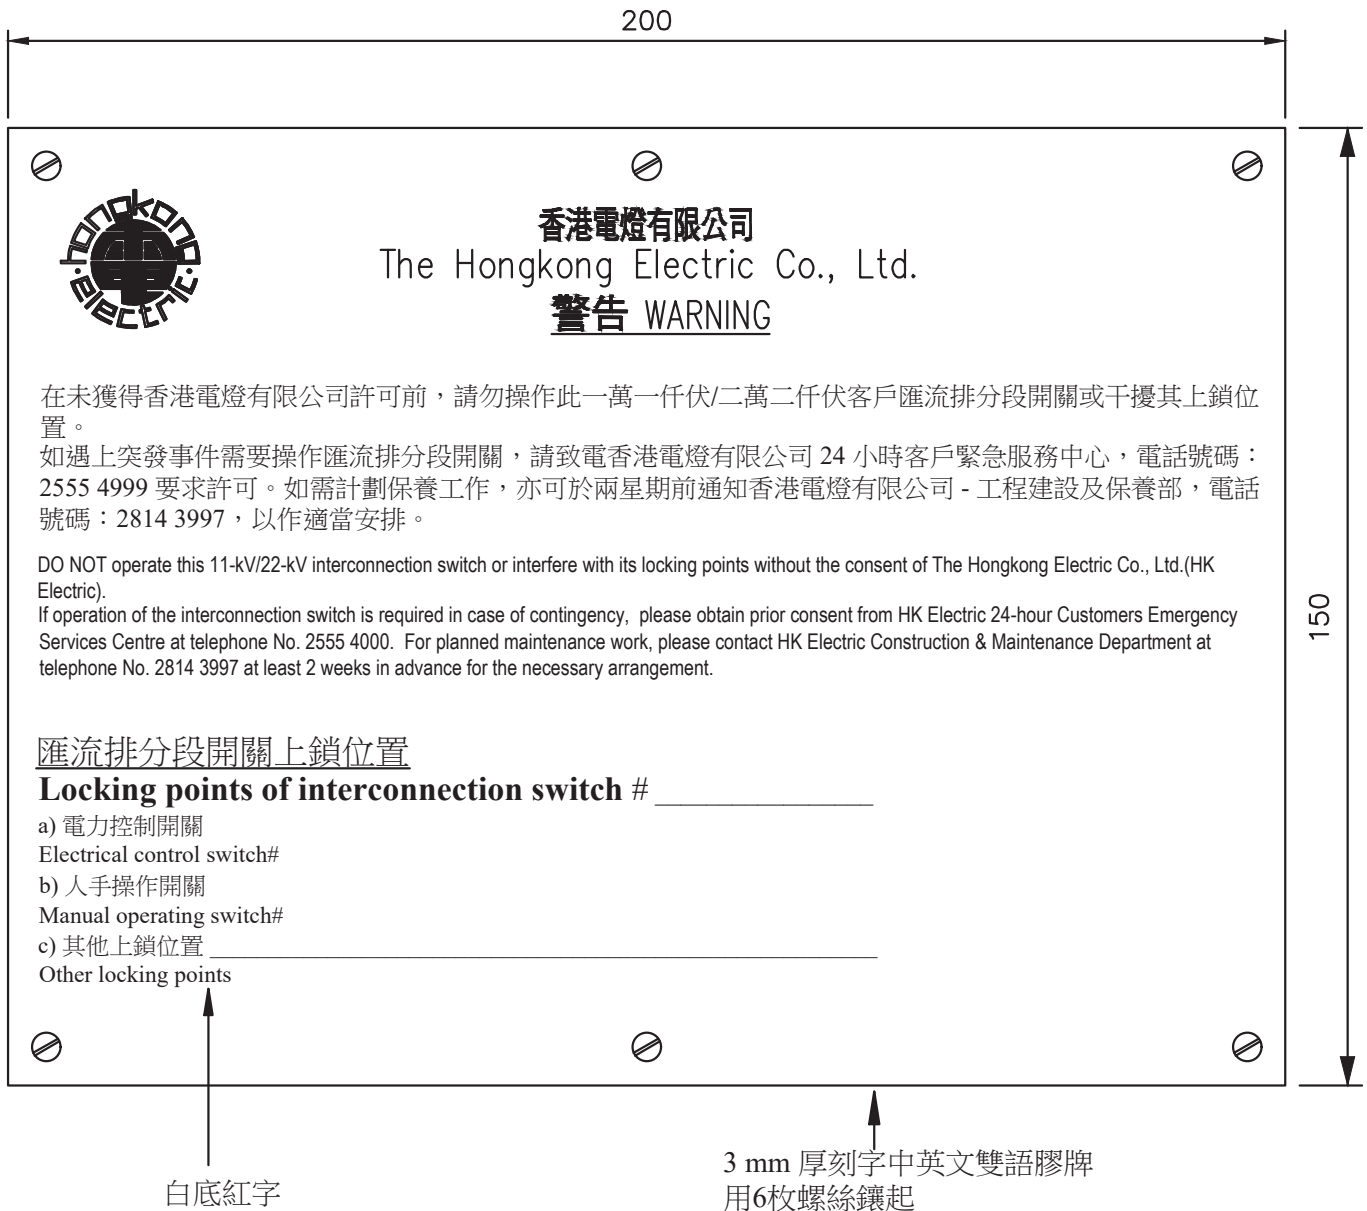 200
hongkong electric
香港電燈有限公司
The Hongkong Electric Co., Ltd.
警告 WARNING
在未獲得香港電燈有限公司許可前，請勿操作此一萬一仟伏/二萬二仟伏客戶匯流排分段開關或干擾其上鎖位
置。
如遇上突發事件需要操作匯流排分段開關，請致電香港電燈有限公司 24 小時客戶緊急服務中心，電話號碼：
2555 4999 要求許可。如需計劃保養工作，亦可於兩星期前通知香港電燈有限公司 - 工程建設及保養部，電話
號碼：2814 3997，以作適當安排。
DO NOT operate this 11-kV/22-kV interconnection switch or interfere with its locking points without the consent of The Hongkong Electric Co., Ltd.(HK
Electric).
If operation of the interconnection switch is required in case of contingency, please obtain prior consent from HK Electric 24-hour Customers Emergency
Services Centre at telephone No. 2555 4000. For planned maintenance work, please contact HK Electric Construction & Maintenance Department at
telephone No. 2814 3997 at least 2 weeks in advance for the necessary arrangement.
150
匯流排分段開關上鎖位置
Locking points of interconnection switch # ______________
a) 電力控制開關
Electrical control switch#
b) 人手操作開關
Manual operating switch#
c) 其他上鎖位置 ______________
Other locking points
白底紅字
3 mm 厚刻字中英文雙語膠牌
用6枚螺絲鑲起